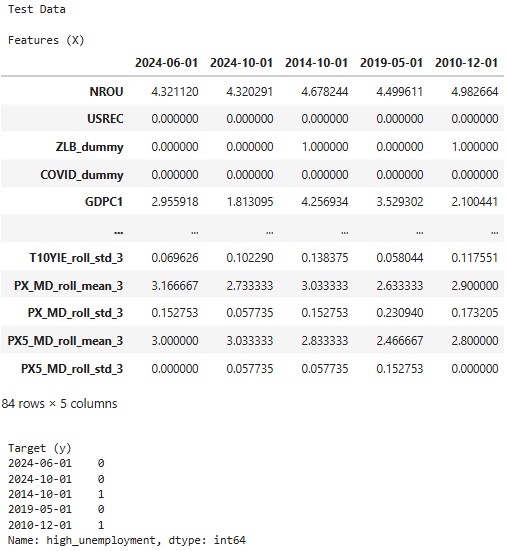 Test Data
Features (X)
2024-06-01 2024-10-01 2014-10-01 2019-05-01 2010-12-01
NROU 4.321120 4.320291 4.678244 4.499611 4.982664
USREC 0.000000 0.000000 0.000000 0.000000 0.000000
ZLB_dummy 0.000000 0.000000 1.000000 0.000000 1.000000
COVID_dummy 0.000000 0.000000 0.000000 0.000000 0.000000
GDPC1 2.955918 1.813095 4.256934 3.529302 2.100441
... ... ... ... ... ...
T10YIE_roll_std_3 0.069626 0.102290 0.138375 0.058044 0.117551
PX_MD_roll_mean_3 3.166667 2.733333 3.033333 2.633333 2.900000
PX_MD_roll_std_3 0.152753 0.057735 0.152753 0.230940 0.173205
PX5_MD_roll_mean_3 3.000000 3.033333 2.833333 2.466667 2.800000
PX5_MD_roll_std_3 0.000000 0.057735 0.057735 0.152753 0.000000
84 rows × 5 columns
Target (y)
2024-06-01 0
2024-10-01 0
2014-10-01 1
2019-05-01 0
2010-12-01 1
Name: high_unemployment, dtype: int64